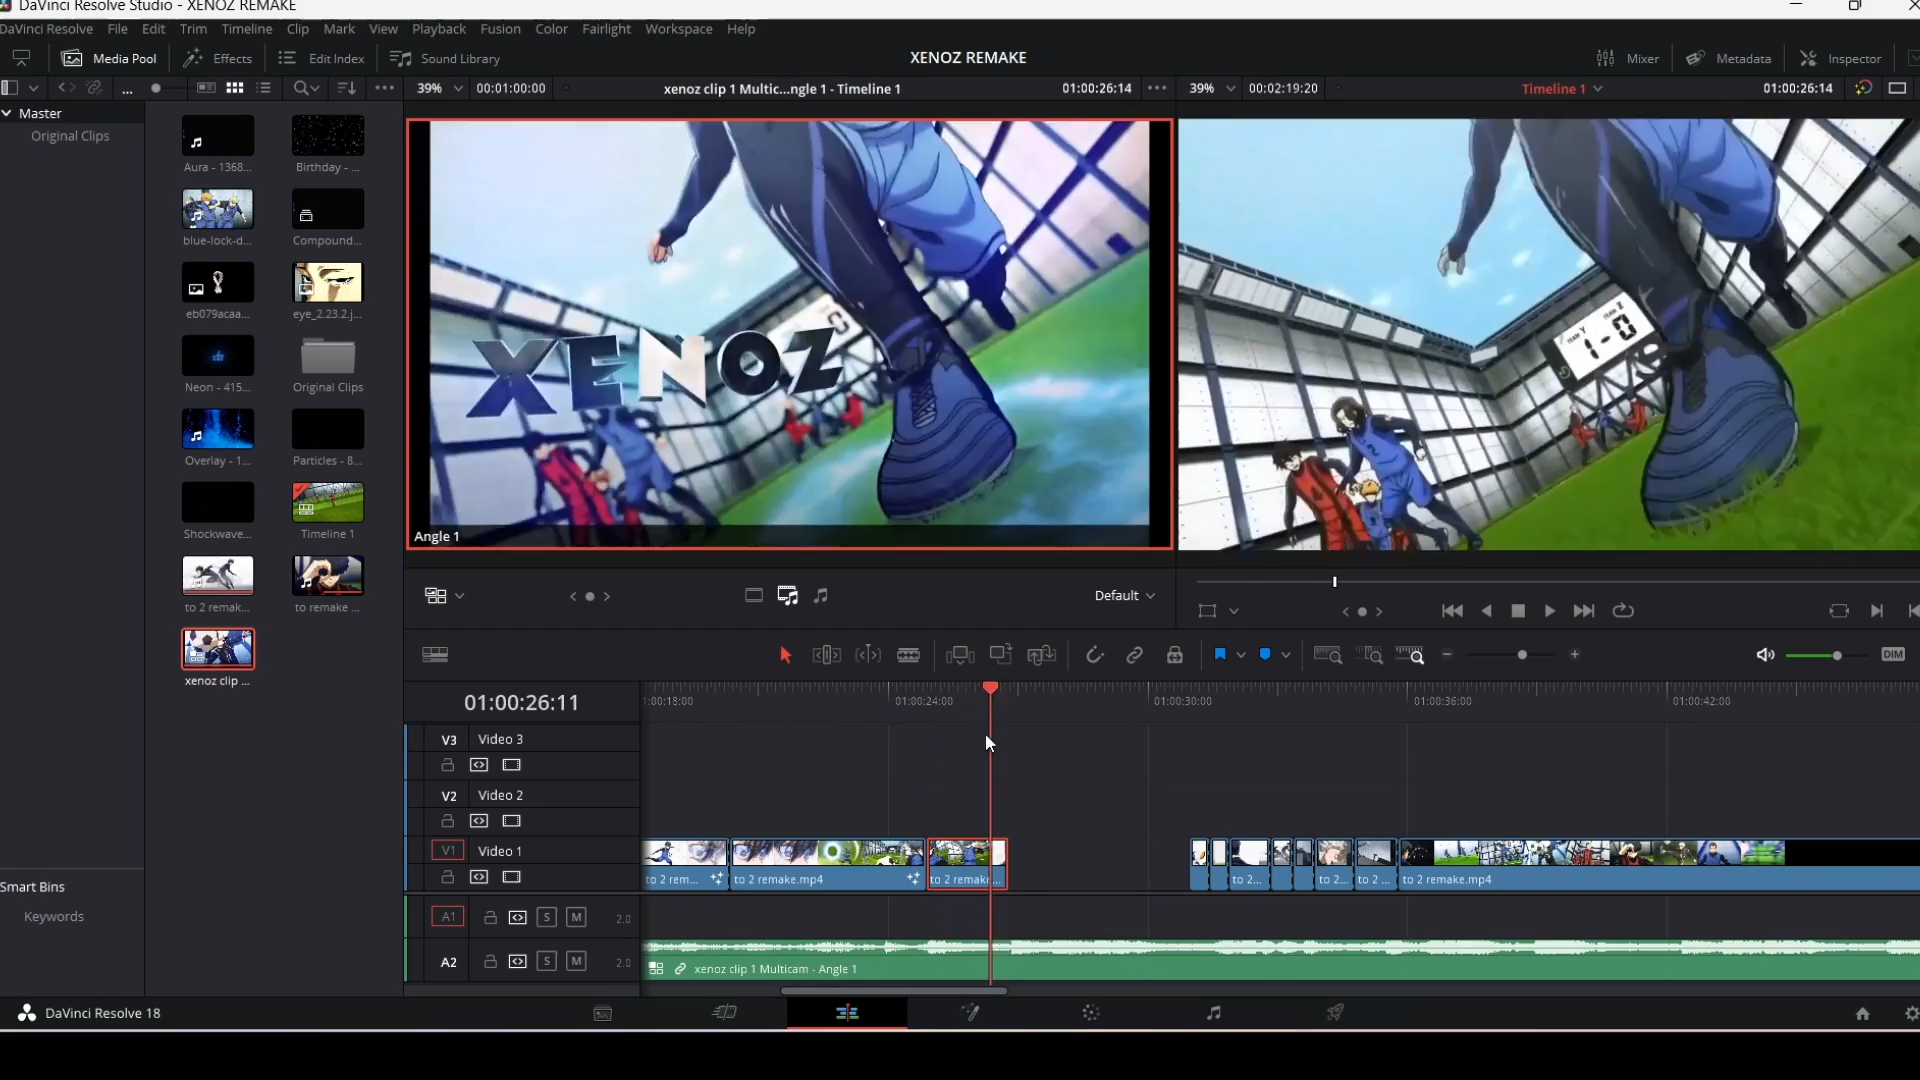 DaVinci Resolve Studio - XENOZ REMAKE
DaVinci Resolve File Edit Trim Timeline Clip Mark View Playback Fusion Color Fairlight Workspace Help
Media Pool Effects Edit Index Sound Library XENOZ REMAKE Mixer Metadata Inspector
... 39% 00:01:00:00 xenoz clip 1 Multic...ngle 1 - Timeline 1 01:00:26:14 ... 39% 00:02:19:20 Timeline 1 01:00:26:14
Master
Original Clips
Aura - 1368... Birthday - ...
blue-lock-d... Compound...
eb079acaa... eye_2.23.2.j...
Neon - 415... Original Clips
Overlay - 1... Particles - 8...
Shockwave... Timeline 1
to 2 remak... to remake ...
xenoz clip ...
Smart Bins
Keywords
XENOZ
Angle 1
TEAM Y
1-0
Default
DIM
01:00:26:11
1:00:18:00 01:00:24:00 01:00:30:00 01:00:36:00 01:00:42:00
V3 Video 3
V2 Video 2
V1 Video 1
to 2 rem... to 2 remake.mp4 to 2 remake... to 2... to 2... to 2 ... to 2 remake.mp4
A1 S M 2.0
A2 S M 2.0
xenoz clip 1 Multicam - Angle 1
DaVinci Resolve 18